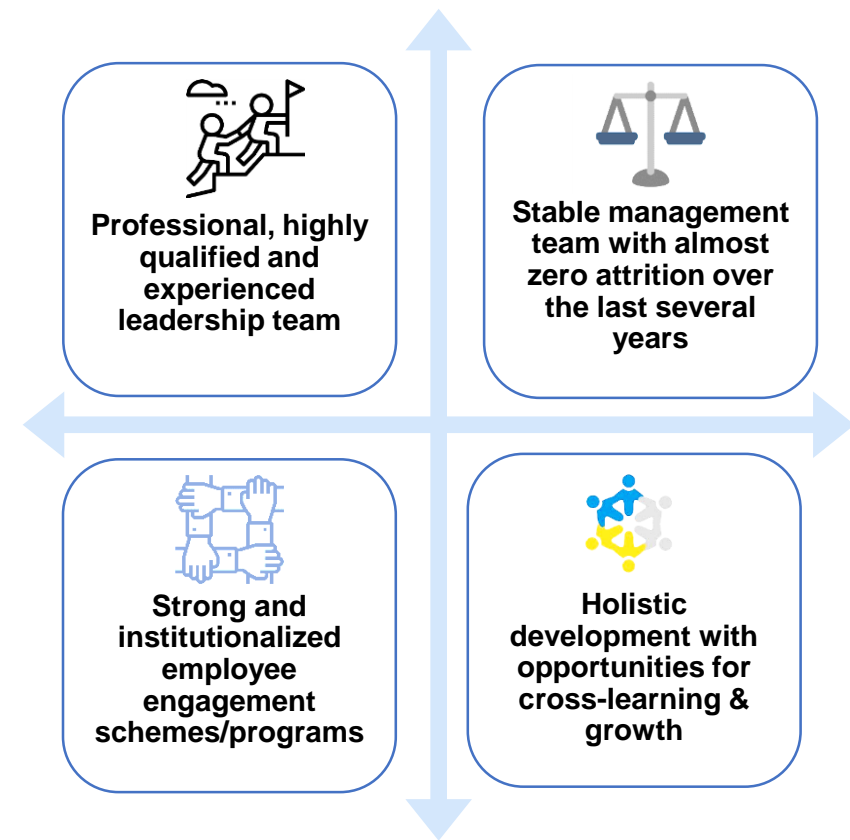 Professional, highly
qualified and
experienced
leadership team
Stable management
team with almost
zero attrition over
the last several
years
Strong and
institutionalized
employee
engagement
schemes/programs
Holistic
development with
opportunities for
cross-learning &
growth